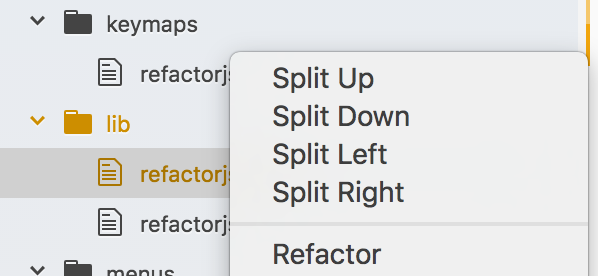 keymaps
refactorjs
lib
refactorjs
refactorjs
menus
Split Up
Split Down
Split Left
Split Right
Refactor